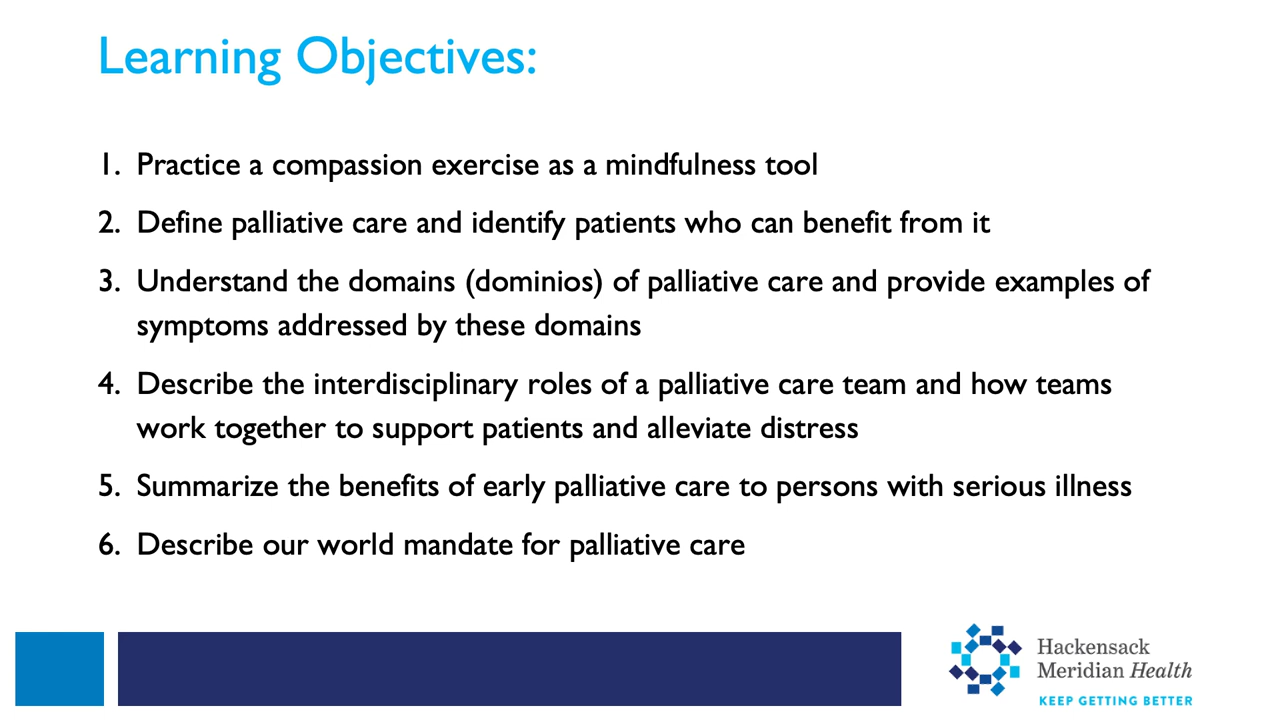 Learning Objectives:
1. Practice a compassion exercise as a mindfulness tool
2. Define palliative care and identify patients who can benefit from it
3. Understand the domains (dominios) of palliative care and provide examples of
symptoms addressed by these domains
4. Describe the interdisciplinary roles of a palliative care team and how teams
work together to support patients and alleviate distress
5. Summarize the benefits of early palliative care to persons with serious illness
6. Describe our world mandate for palliative care
Hackensack
Meridian Health
KEEP GETTING BETTER